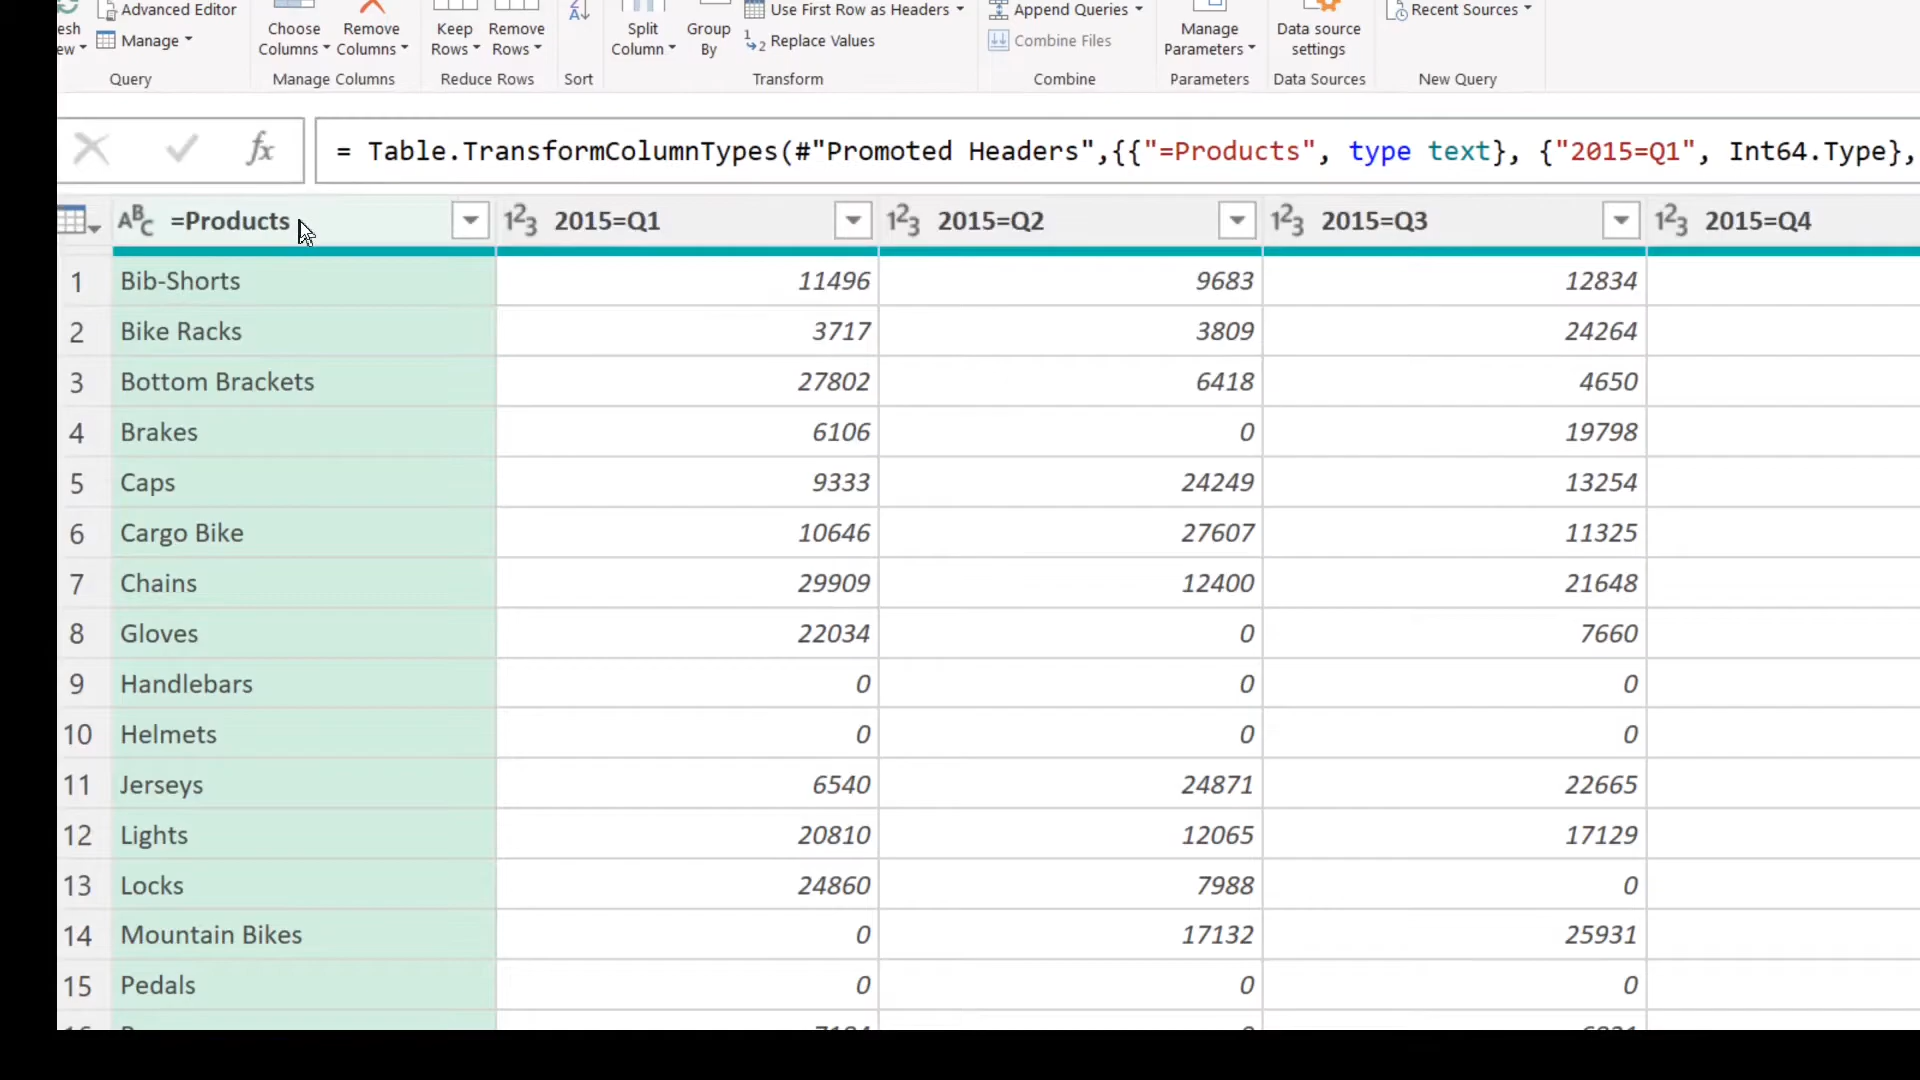 esh
ew
Advanced Editor
Manage
Query
Choose
Columns
Remove
Columns
Manage Columns
Keep
Rows
Remove
Rows
Reduce Rows
Sort
Split
Column
Group
By
Use First Row as Headers
Replace Values
Transform
Append Queries
Combine Files
Combine
Manage
Parameters
Parameters
Data source
settings
Data Sources
Recent Sources
New Query
fx = Table.TransformColumnTypes(#"Promoted Headers",{{"=Products", type text}, {"2015=Q1", Int64.Type},
=Products 2015=Q1 2015=Q2 2015=Q3 2015=Q4
1 Bib-Shorts 11496 9683 12834
2 Bike Racks 3717 3809 24264
3 Bottom Brackets 27802 6418 4650
4 Brakes 6106 0 19798
5 Caps 9333 24249 13254
6 Cargo Bike 10646 27607 11325
7 Chains 29909 12400 21648
8 Gloves 22034 0 7660
9 Handlebars 0 0 0
10 Helmets 0 0 0
11 Jerseys 6540 24871 22665
12 Lights 20810 12065 17129
13 Locks 24860 7988 0
14 Mountain Bikes 0 17132 25931
15 Pedals 0 0 0